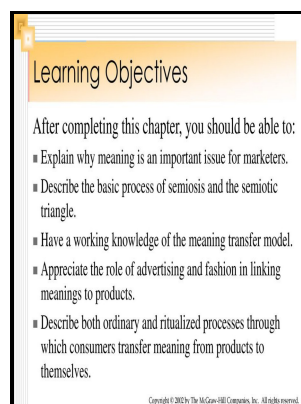 Learning Objectives
After completing this chapter, you should be able to:
■ Explain why meaning is an important issue for marketers.
■ Describe the basic process of semiosis and the semiotic
triangle.
■ Have a working knowledge of the meaning transfer model.
■ Appreciate the role of advertising and fashion in linking
meanings to products.
■ Describe both ordinary and ritualized processes through
which consumers transfer meaning from products to
themselves.
Copyright © 2002 by The McGraw-Hill Companies, Inc. All rights reserved.